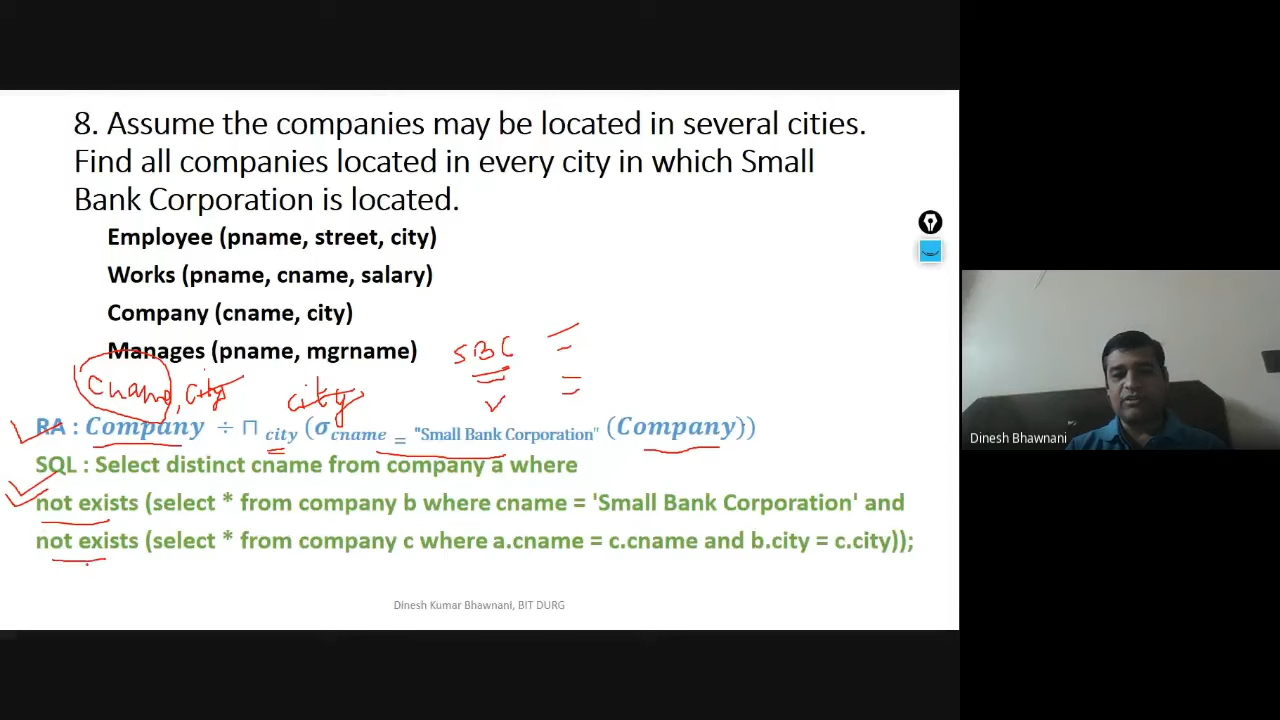 8. Assume the companies may be located in several cities.
Find all companies located in every city in which Small
Bank Corporation is located.
Employee (pname, street, city)
Works (pname, cname, salary)
Company (cname, city)
Manages (pname, mgrname)
SBC
cname, city city
RA : Company ÷ ⊓ city (σcname = "Small Bank Corporation" (Company))
SQL : Select distinct cname from company a where
not exists (select * from company b where cname = 'Small Bank Corporation' and
not exists (select * from company c where a.cname = c.cname and b.city = c.city));
Dinesh Kumar Bhawnani, BIT DURG
Dinesh Bhawnani